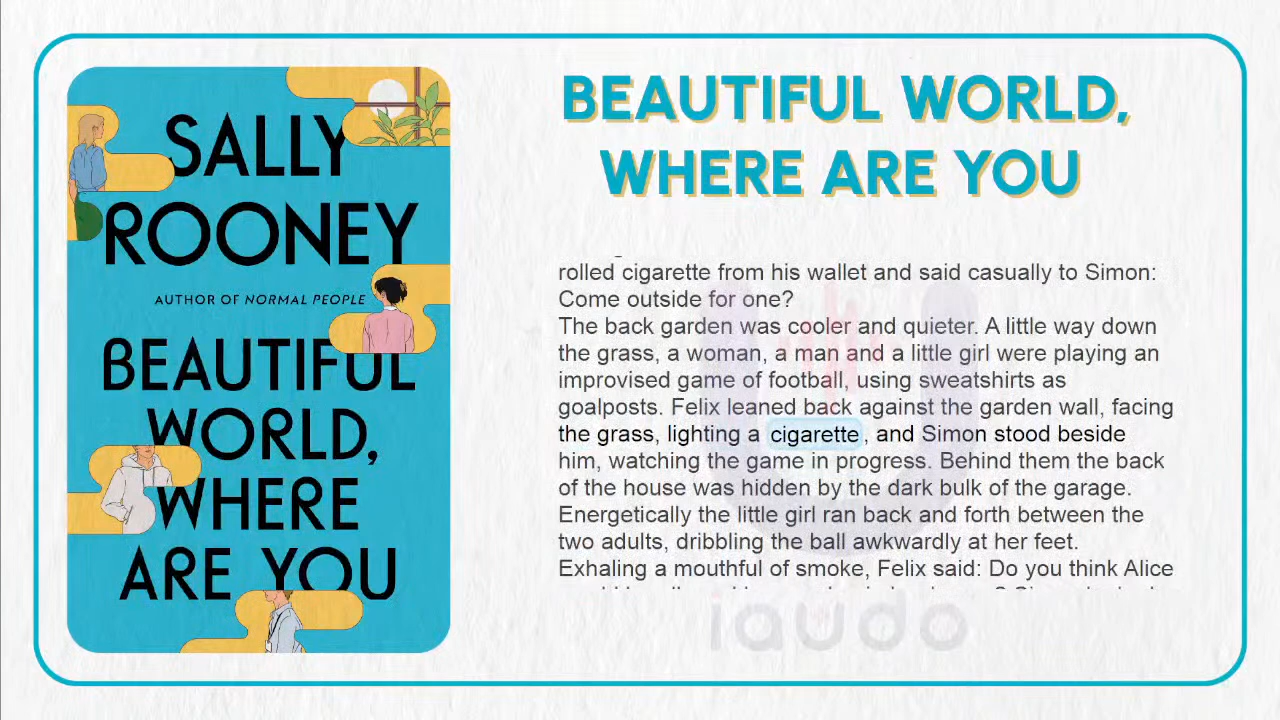 SALLY
ROONEY
AUTHOR OF NORMAL PEOPLE
BEAUTIFUL
WORLD,
WHERE
ARE YOU
BEAUTIFUL WORLD,
WHERE ARE YOU
rolled cigarette from his wallet and said casually to Simon:
Come outside for one?
The back garden was cooler and quieter. A little way down
the grass, a woman, a man and a little girl were playing an
improvised game of football, using sweatshirts as
goalposts. Felix leaned back against the garden wall, facing
the grass, lighting a cigarette, and Simon stood beside
him, watching the game in progress. Behind them the back
of the house was hidden by the dark bulk of the garage.
Energetically the little girl ran back and forth between the
two adults, dribbling the ball awkwardly at her feet.
Exhaling a mouthful of smoke, Felix said: Do you think Alice
iaudo